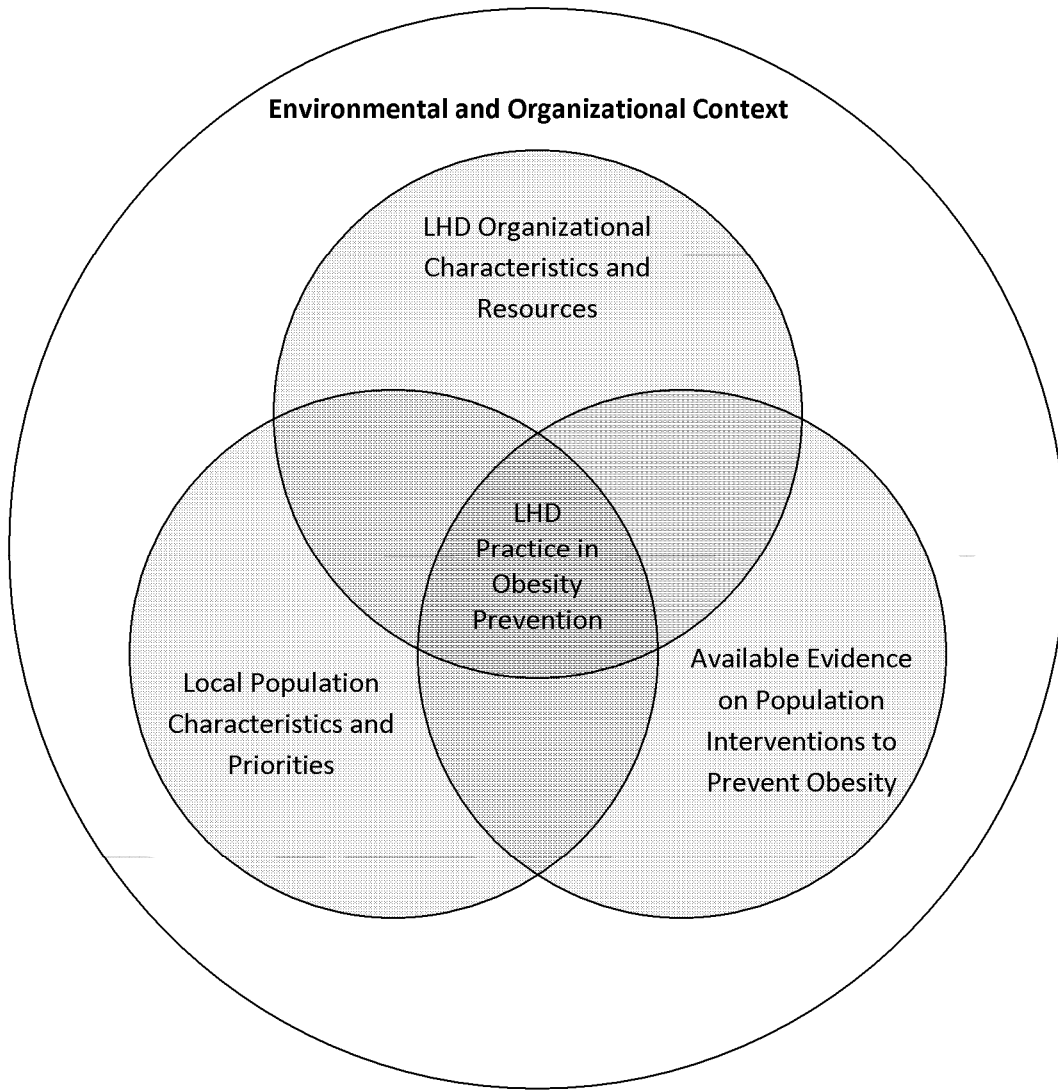 Environmental and Organizational Context
LHD Organizational
Characteristics and
Resources
LHD
Practice in
Obesity
Prevention
Local Population
Characteristics and
Priorities
Available Evidence
on Population
Interventions to
Prevent Obesity